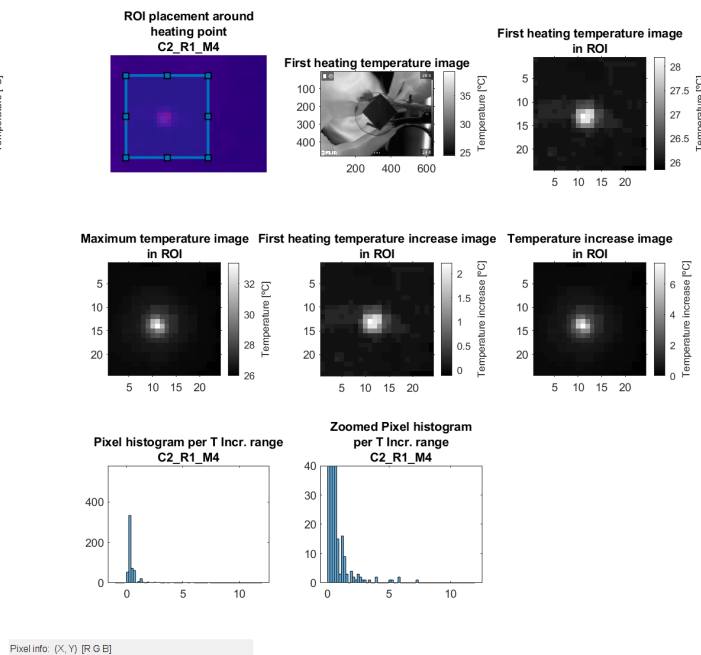 ROI placement around
heating point
C2_R1_M4
First heating temperature image
100
200
300
400
200 400 600
35
30
25
Temperature [ºC]
First heating temperature image
in ROI
5
10
15
20
5 10 15 20
28
27.5
27
26.5
26
Maximum temperature image
in ROI
5
10
15
20
5 10 15 20
32
30
28
26
Temperature [ºC]
First heating temperature increase image
in ROI
5
10
15
20
5 10 15 20
2
1.5
1
0.5
0
Temperature increase [ºC]
Temperature increase image
in ROI
5
10
15
20
5 10 15 20
6
4
2
0
Temperature increase [ºC]
Pixel histogram per T Incr. range
C2_R1_M4
400
200
0
0 5 10
Zoomed Pixel histogram
per T Incr. range
C2_R1_M4
40
30
20
10
0
0 5 10
Pixel info: (X, Y) [R G B]